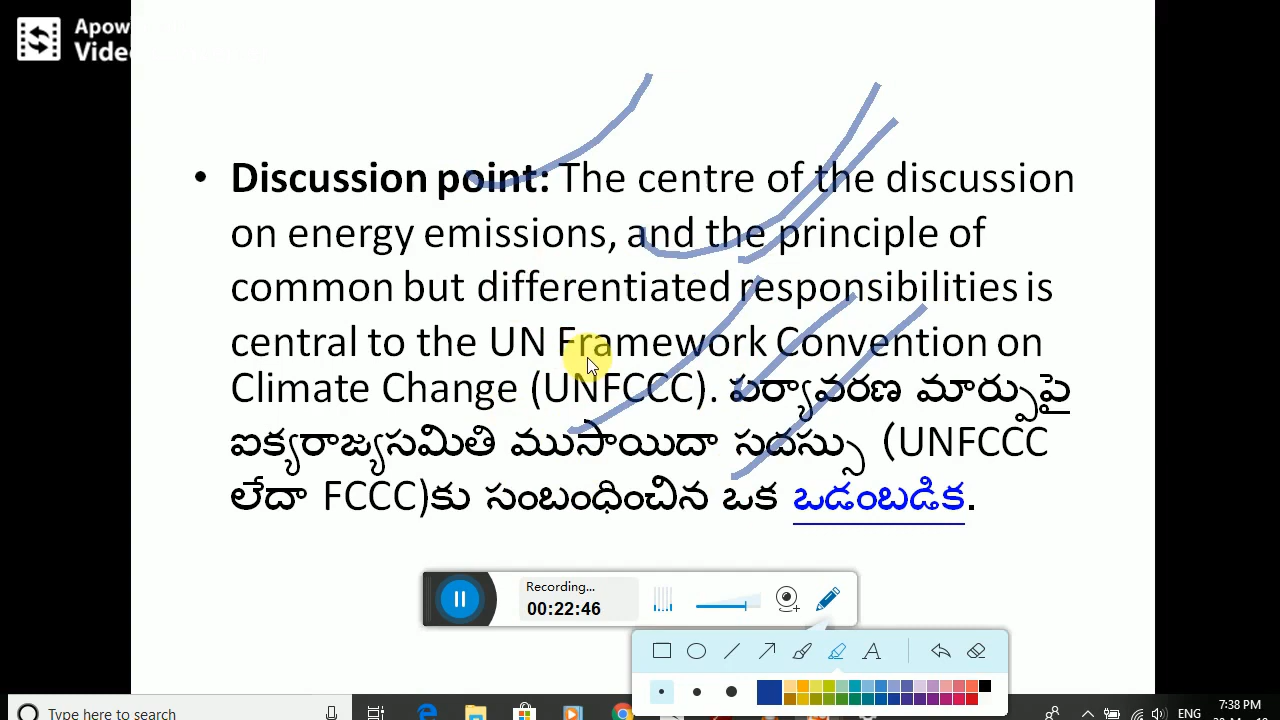 Apow
Video
• Discussion point: The centre of the discussion
on energy emissions, and the principle of
common but differentiated responsibilities is
central to the UN Framework Convention on
Climate Change (UNFCCC). పర్యావరణ మార్పుపై
ఐక్యరాజ్యసమితి ముసాయిదా సదస్సు (UNFCCC
లేదా FCCC)కు సంబంధించిన ఒక ఒడంబడిక.
Recording...
00:22:46
A
Type here to search
ENG
7:38 PM